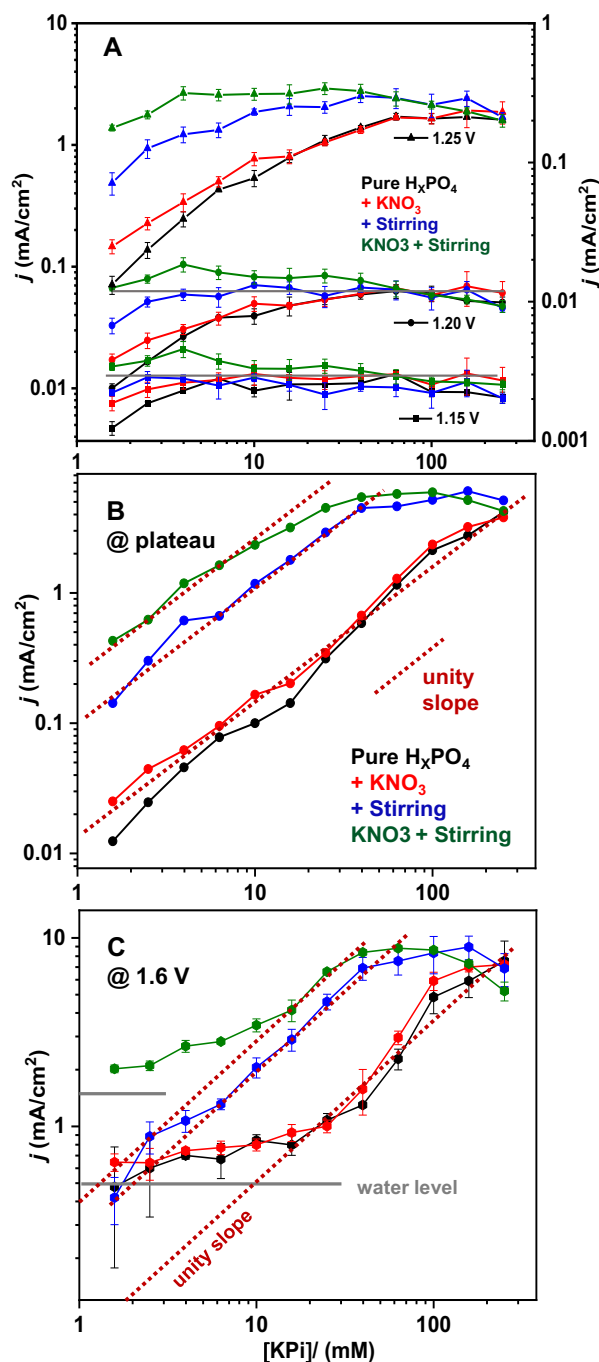 A
10
1
0.1
0.01
j (mA/cm²)
1
0.1
0.01
0.001
j (mA/cm²)
1.25 V
Pure HₓPO₄
+ KNO₃
+ Stirring
KNO3 + Stirring
1.20 V
1.15 V
1
10
100
B
@ plateau
1
0.1
0.01
j (mA/cm²)
unity
slope
Pure HₓPO₄
+ KNO₃
+ Stirring
KNO3 + Stirring
1
10
100
C
@ 1.6 V
10
1
j (mA/cm²)
water level
unity slope
1
10
100
[KPi]/ (mM)